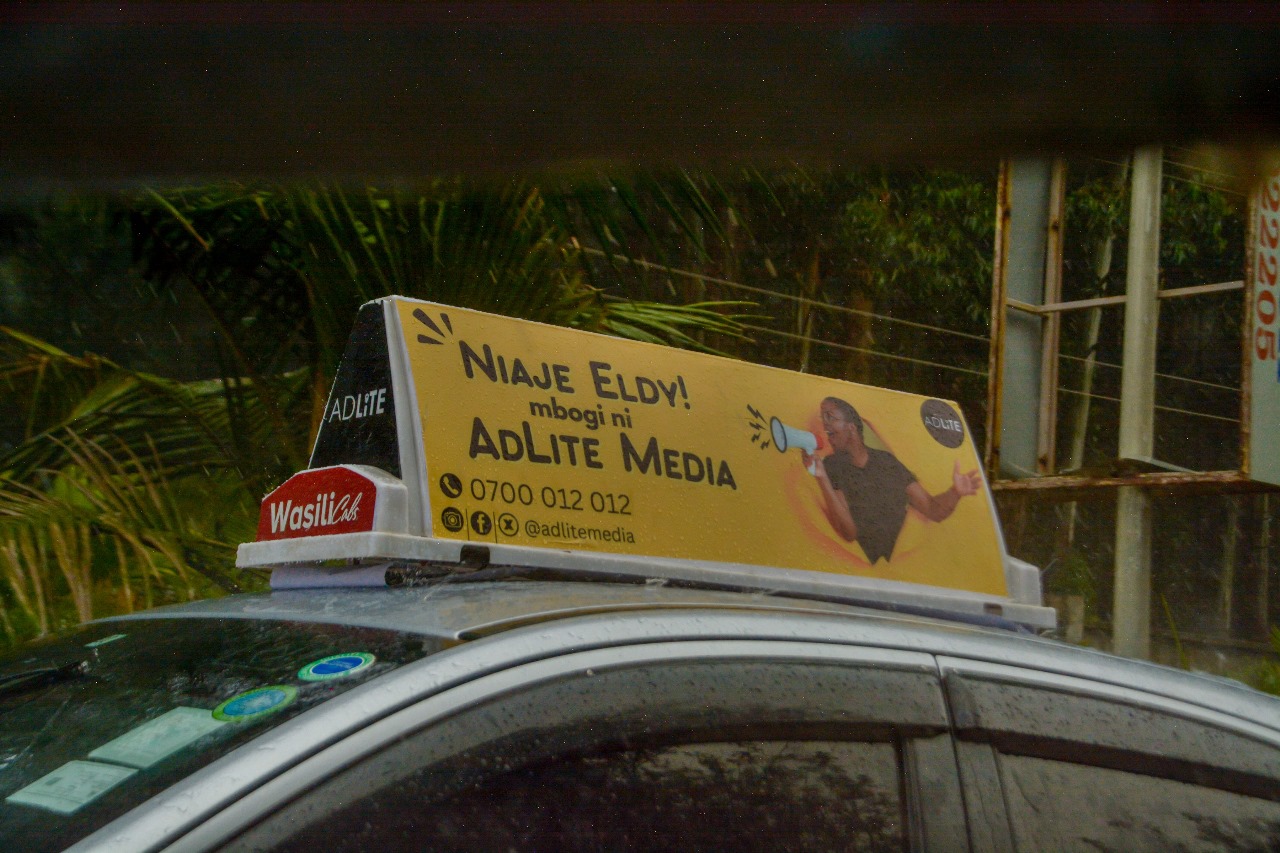 NIAJE ELDY!
mbogi ni
ADLITE MEDIA
0700 012 012
@adlitemedia
ADLiTE
ADLiTE
Wasili Cabs
22205